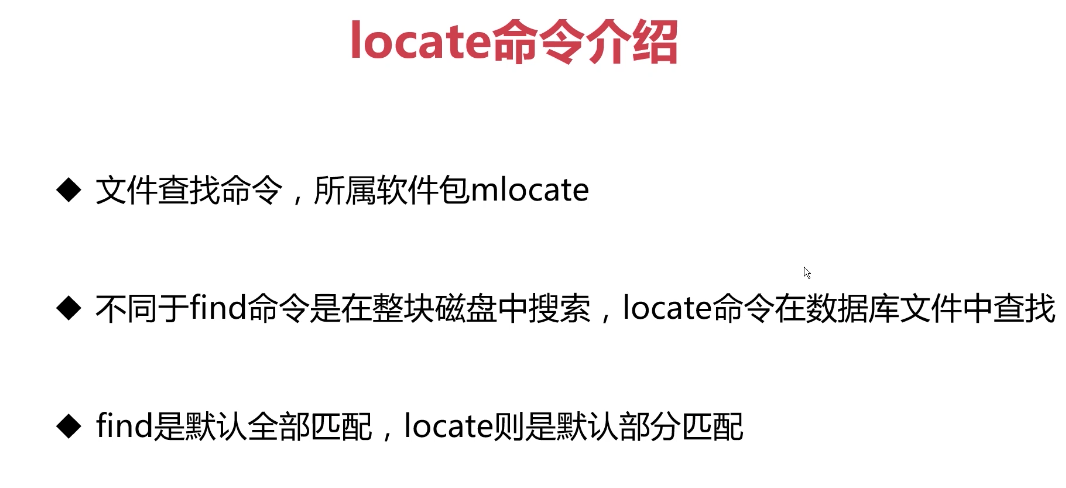 locate命令介绍
◆ 文件查找命令，所属软件包mlocate
◆ 不同于find命令是在整块磁盘中搜索，locate命令在数据库文件中查找
◆ find是默认全部匹配，locate则是默认部分匹配